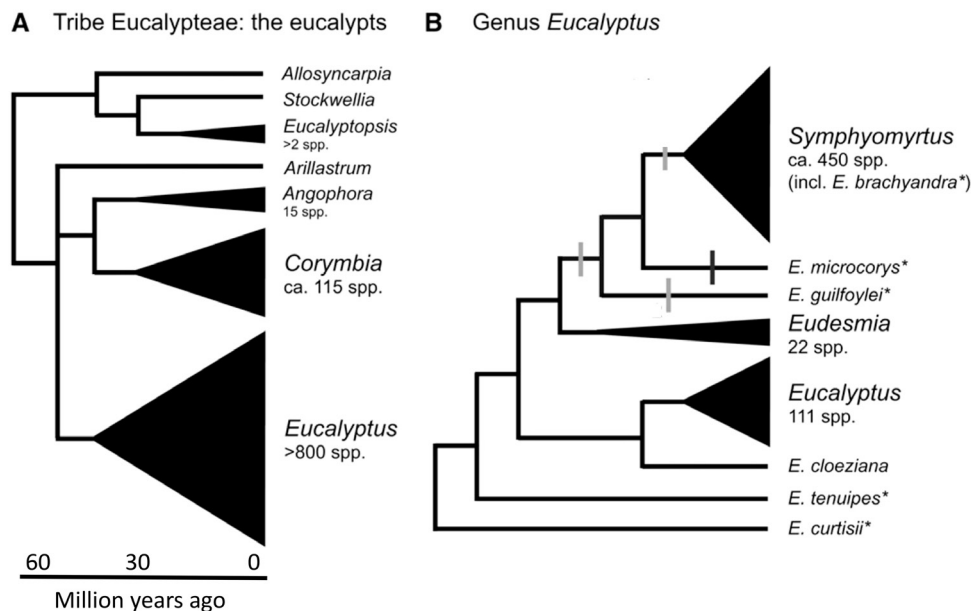 A Tribe Eucalypteae: the eucalypts
Allosyncarpia
Stockwellia
Eucalyptopsis
>2 spp.
Arillastrum
Angophora
15 spp.
Corymbia
ca. 115 spp.
Eucalyptus
>800 spp.
60 30 0
Million years ago
B Genus Eucalyptus
Symphyomyrtus
ca. 450 spp.
(incl. E. brachyandra*)
E. microcorys*
E. guilfoylei*
Eudesmia
22 spp.
Eucalyptus
111 spp.
E. cloeziana
E. tenuipes*
E. curtisii*